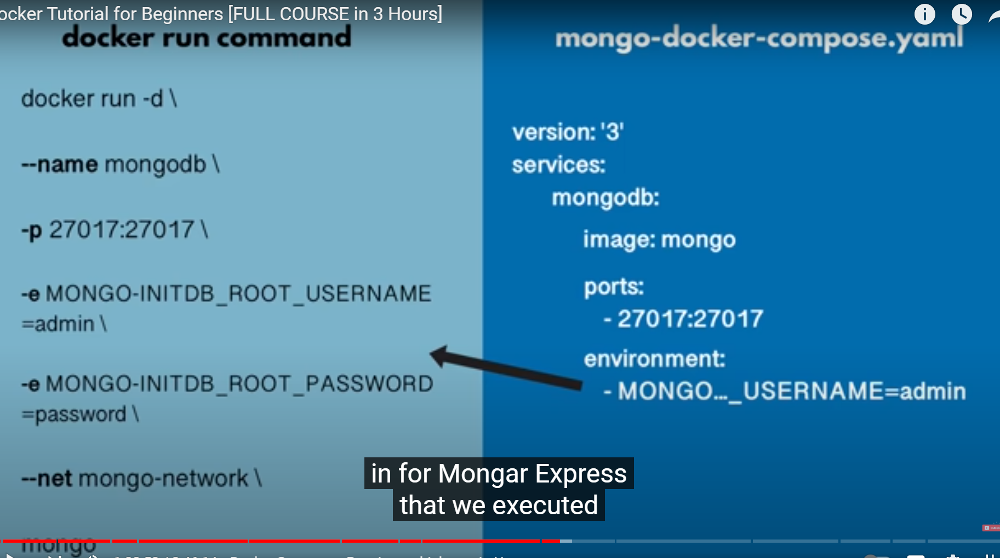 ocker Tutorial for Beginners [FULL COURSE in 3 Hours]
docker run command
docker run -d \
--name mongodb \
-p 27017:27017 \
-e MONGO-INITDB_ROOT_USERNAME
=admin \
-e MONGO-INITDB_ROOT_PASSWORD
=password \
--net mongo-network \
mongo
mongo-docker-compose.yaml
version: '3'
services:
mongodb:
image: mongo
ports:
- 27017:27017
environment:
- MONGO..._USERNAME=admin
in for Mongar Express
that we executed